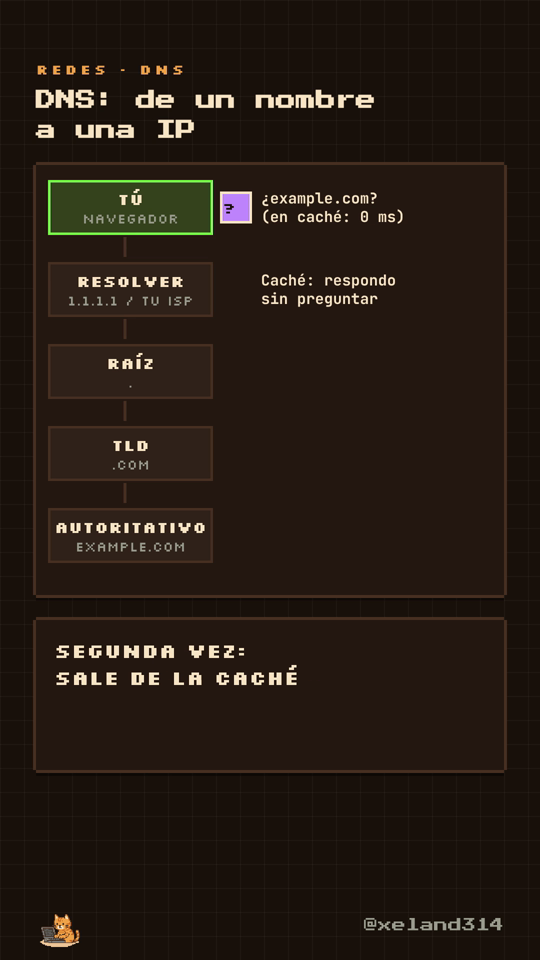 REDES · DNS
DNS: de un nombre
a una IP
TÚ
NAVEGADOR
?
¿example.com?
(en caché: 0 ms)
RESOLVER
1.1.1.1 / TU ISP
Caché: respondo
sin preguntar
RAÍZ
.
TLD
.COM
AUTORITATIVO
EXAMPLE.COM
SEGUNDA VEZ:
SALE DE LA CACHÉ
@xeland314